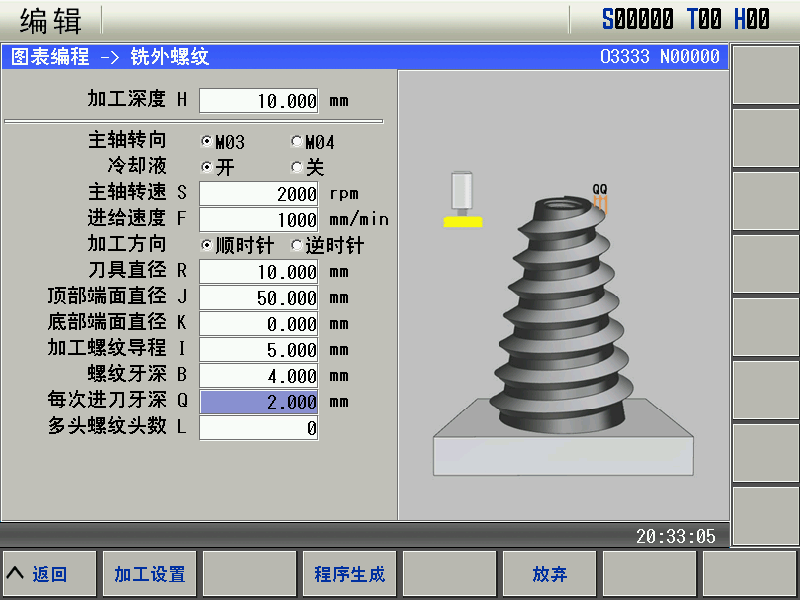 编辑 S00000 T00 H00
图表编程 -> 铣外螺纹 O3333 N00000
加工深度 H 10.000 mm
主轴转向 M03 M04
冷却液 开 关
主轴转速 S 2000 rpm
进给速度 F 1000 mm/min
加工方向 顺时针 逆时针
刀具直径 R 10.000 mm
顶部端面直径 J 50.000 mm
底部端面直径 K 0.000 mm
加工螺纹导程 I 5.000 mm
螺纹牙深 B 4.000 mm
每次进刀牙深 Q 2.000 mm
多头螺纹头数 L 0
QQ
20:33:05
返回 加工设置 程序生成 放弃